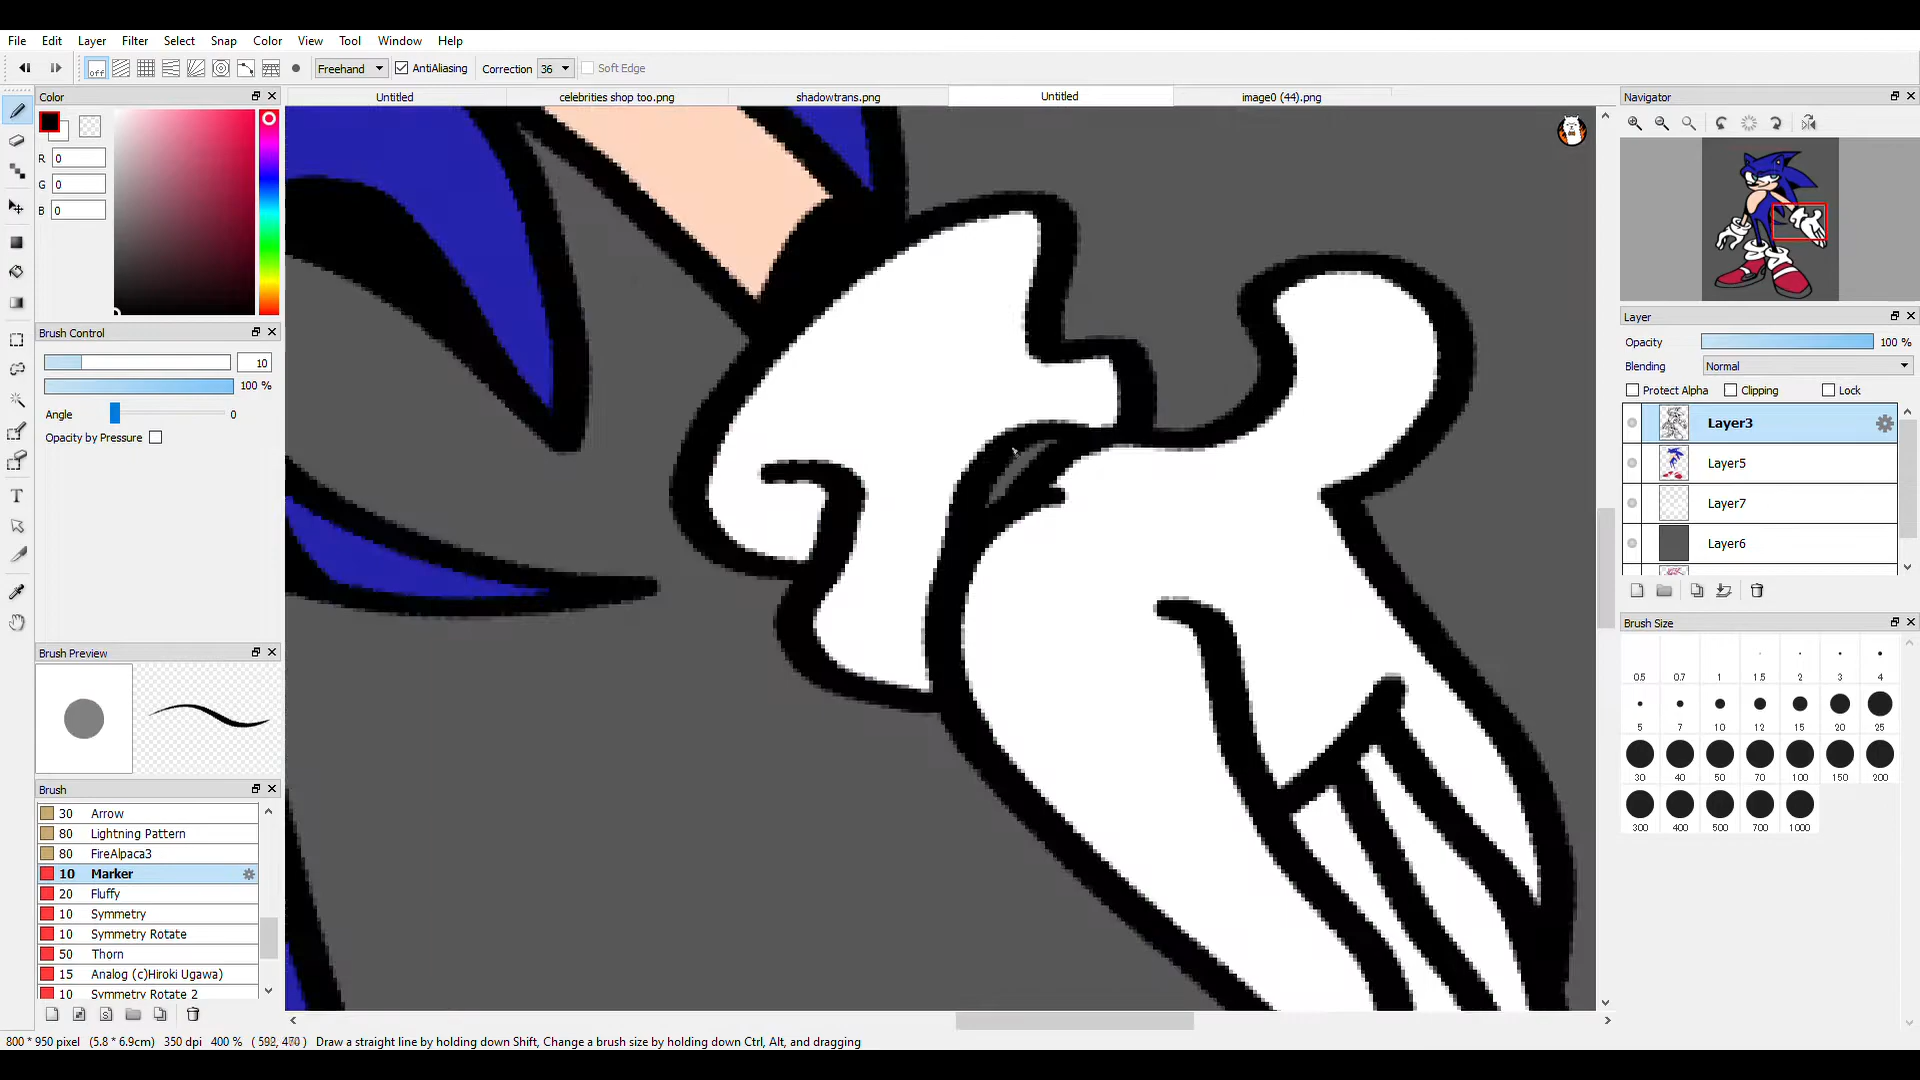 File Edit Layer Filter Select Snap Color View Tool Window Help
off Freehand AntiAliasing Correction 36 Soft Edge
Color
Untitled celebrities shop too.png shadowtrans.png Untitled image0 (44).png
Navigator
R 0
G 0
B 0
Brush Control
10
100 %
Angle 0
Opacity by Pressure
Brush Preview
Brush
30 Arrow
80 Lightning Pattern
80 FireAlpaca3
10 Marker
20 Fluffy
10 Symmetry
10 Symmetry Rotate
50 Thorn
15 Analog (c)Hiroki Ugawa)
10 Symmetry Rotate 2
Layer
Opacity 100 %
Blending Normal
Protect Alpha Clipping Lock
Layer3
Layer5
Layer7
Layer6
Brush Size
0.5 0.7 1 1.5 2 3 4
5 7 10 12 15 20 25
30 40 50 70 100 150 200
300 400 500 700 1000
800 * 950 pixel (5.8 * 6.9cm) 350 dpi 400 % Draw a straight line by holding down Shift, Change a brush size by holding down Ctrl, Alt, and dragging